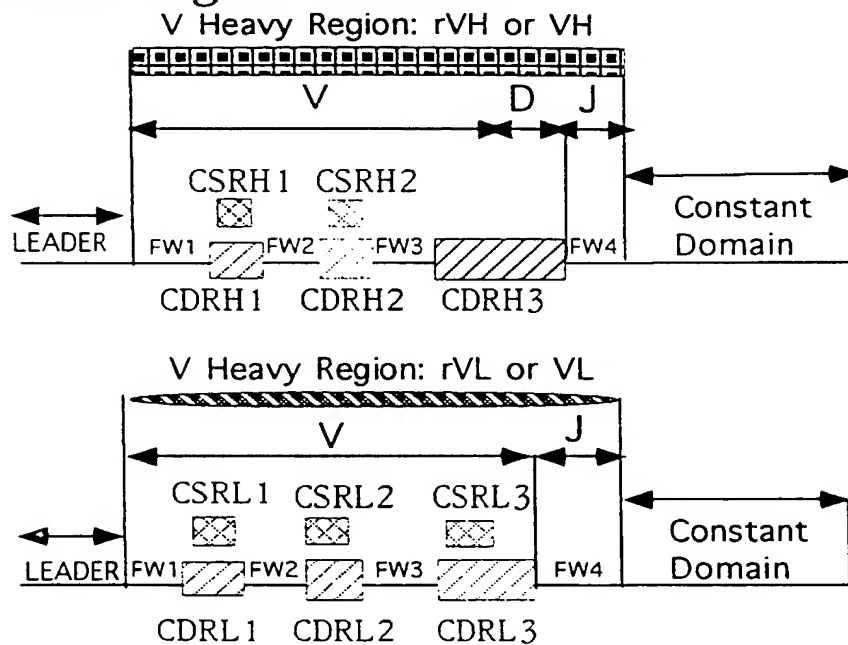 V Heavy Region: rVH or VH
V D J
CSRH1 CSRH2
Constant
Domain
LEADER FW1 FW2 FW3 FW4
CDRH1 CDRH2 CDRH3
V Heavy Region: rVL or VL
V J
CSRL1 CSRL2 CSRL3
Constant
Domain
LEADER FW1 FW2 FW3 FW4
CDRL1 CDRL2 CDRL3